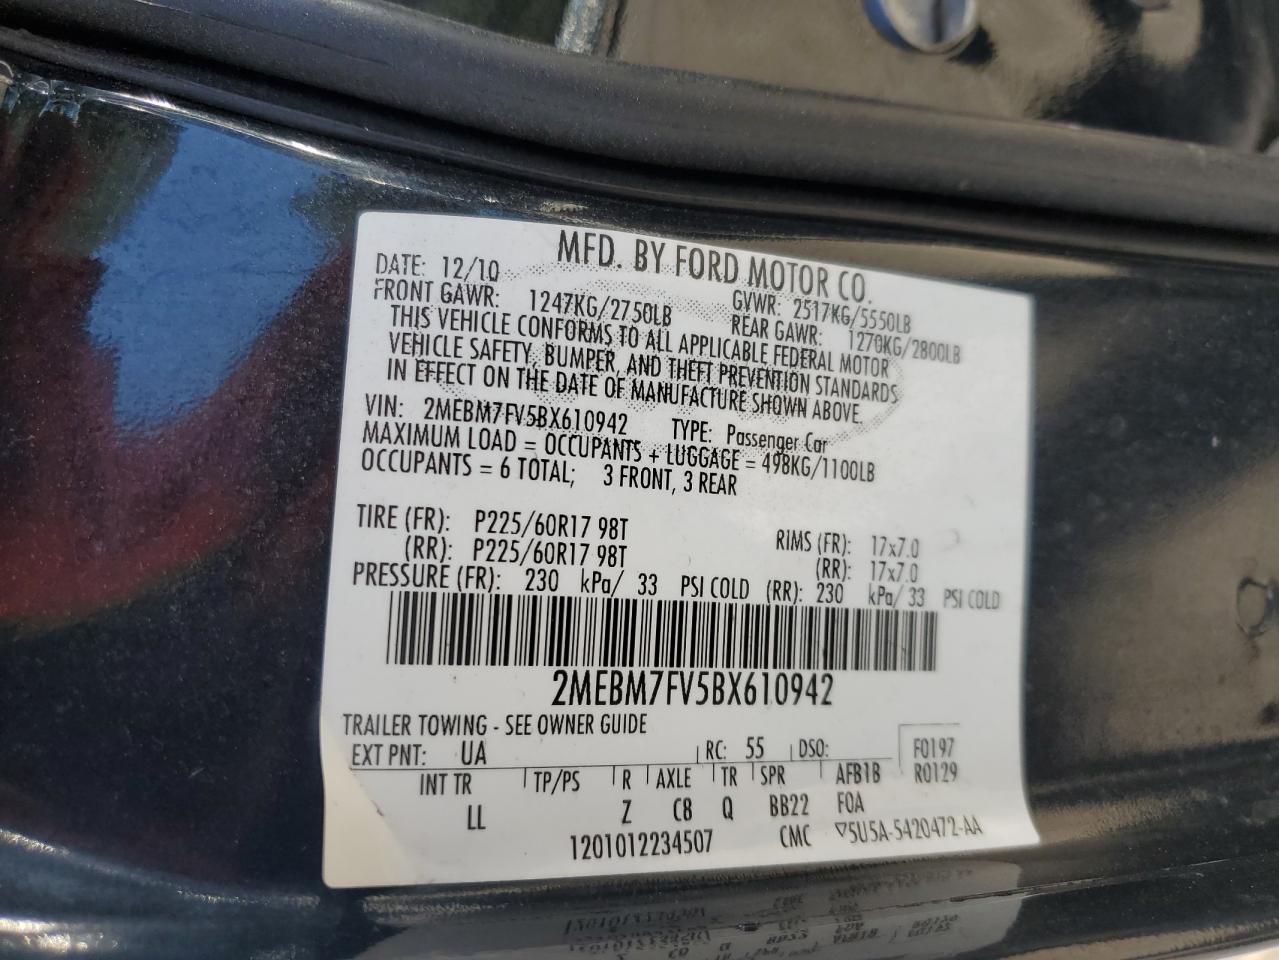 MFD. BY FORD MOTOR CO.
DATE: 12/10 GVWR: 2517KG/5550LB
FRONT GAWR: 1247KG/2750LB REAR GAWR: 1270KG/2800LB
THIS VEHICLE CONFORMS TO ALL APPLICABLE FEDERAL MOTOR
VEHICLE SAFETY, BUMPER, AND THEFT PREVENTION STANDARDS
IN EFFECT ON THE DATE OF MANUFACTURE SHOWN ABOVE.
VIN: 2MEBM7FV5BX610942 TYPE: Passenger Car
MAXIMUM LOAD = OCCUPANTS + LUGGAGE = 498KG/1100LB
OCCUPANTS = 6 TOTAL; 3 FRONT, 3 REAR
TIRE (FR): P225/60R17 98T RIMS (FR): 17x7.0
(RR): P225/60R17 98T (RR): 17x7.0
PRESSURE (FR): 230 kPa/ 33 PSI COLD (RR): 230 kPa/ 33 PSI COLD
2MEBM7FV5BX610942
TRAILER TOWING - SEE OWNER GUIDE
EXT PNT: UA RC: 55 DSO: F0197
INT TR TP/PS R AXLE TR SPR AFB1B R0129
LL Z C8 Q BB22 FOA
1201012234507 CMC ▽5U5A-5420472-AA